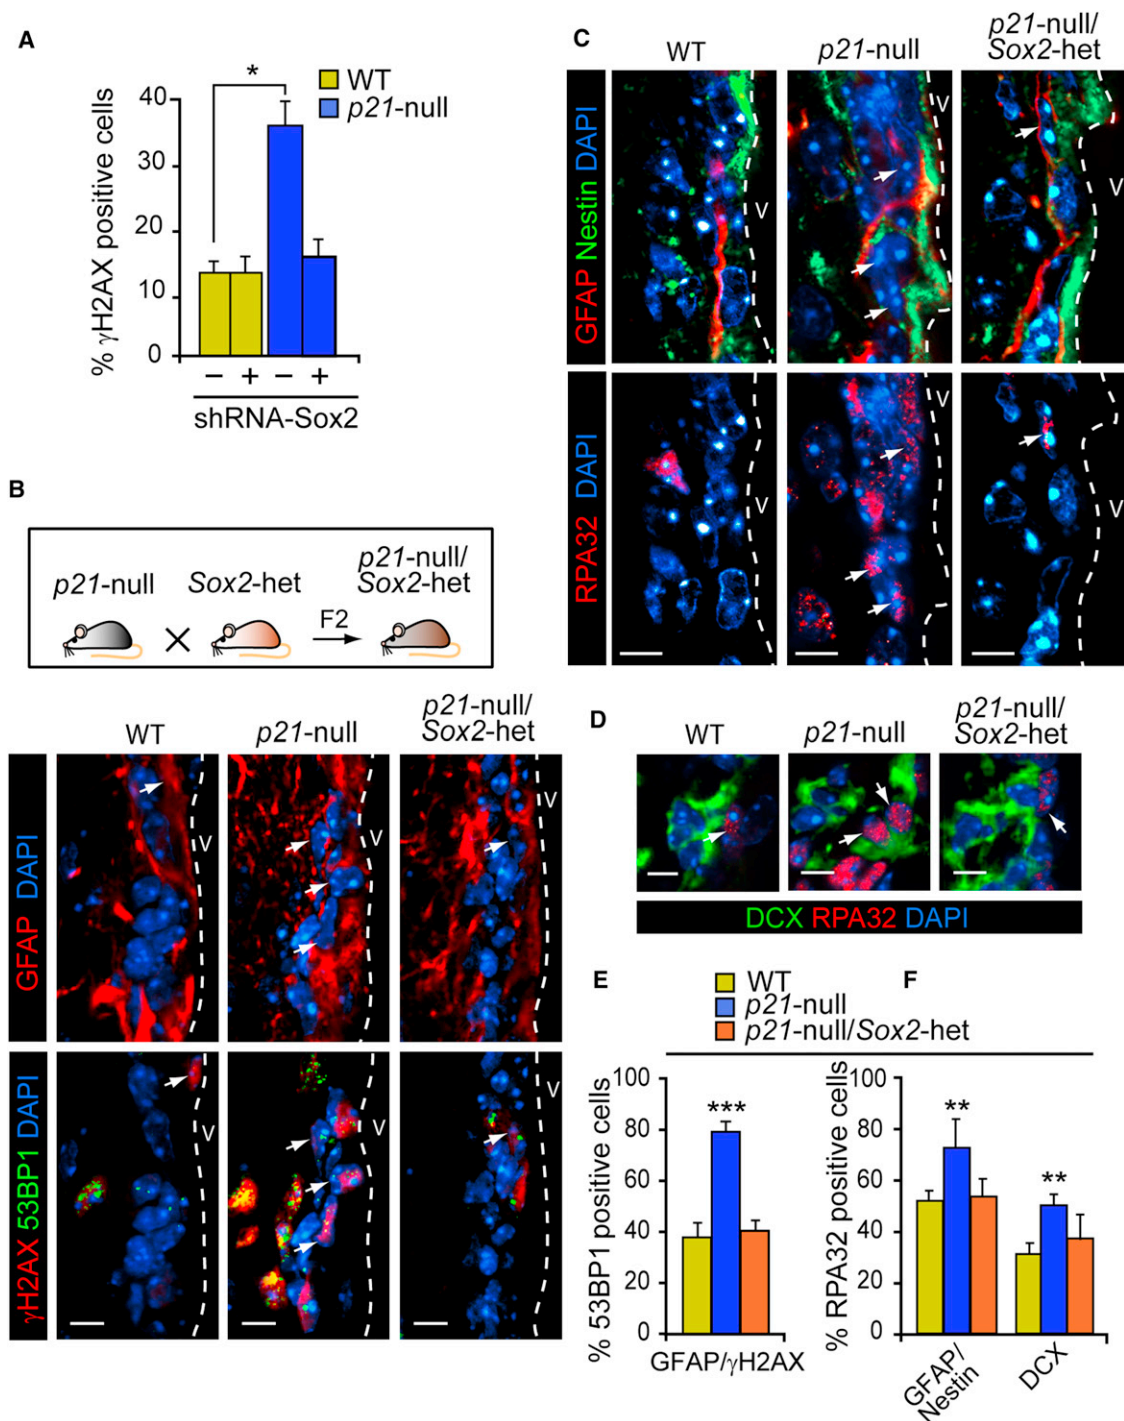 A
WT
p21-null
*
% γH2AX positive cells
40
30
20
10
0
− + − +
shRNA-Sox2
B
p21-null
Sox2-het
p21-null/
Sox2-het
×
F2
WT
p21-null
p21-null/
Sox2-het
GFAP DAPI
V
V
V
γH2AX 53BP1 DAPI
V
V
V
C
WT
p21-null
p21-null/
Sox2-het
GFAP Nestin DAPI
V
V
V
RPA32 DAPI
V
V
V
D
WT
p21-null
p21-null/
Sox2-het
DCX RPA32 DAPI
E
WT
p21-null
p21-null/Sox2-het
F
% 53BP1 positive cells
100
80
60
40
20
0
***
GFAP/γH2AX
% RPA32 positive cells
100
80
60
40
20
0
**
**
GFAP/
Nestin
DCX